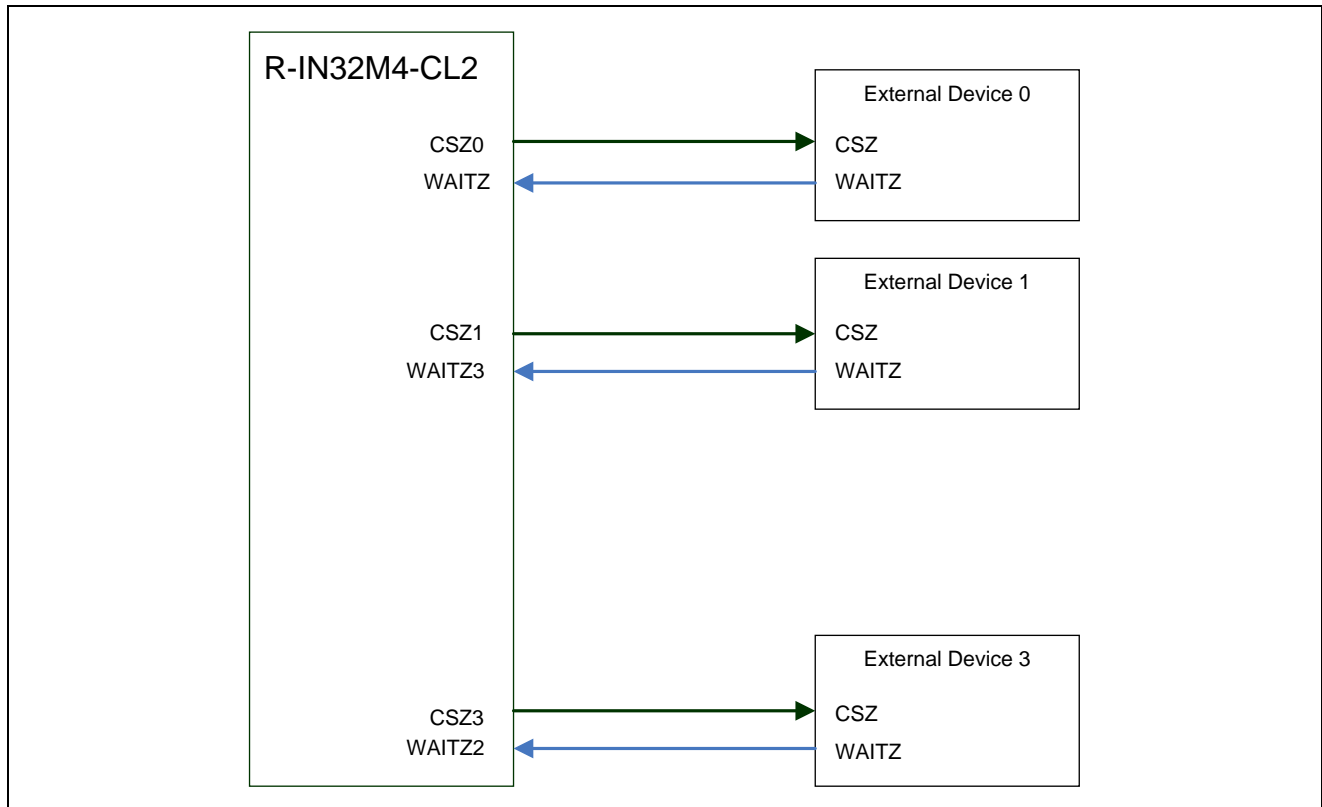 R-IN32M4-CL2
External Device 0
CSZ0
CSZ
WAITZ
WAITZ
External Device 1
CSZ1
CSZ
WAITZ3
WAITZ
External Device 3
CSZ3
CSZ
WAITZ2
WAITZ